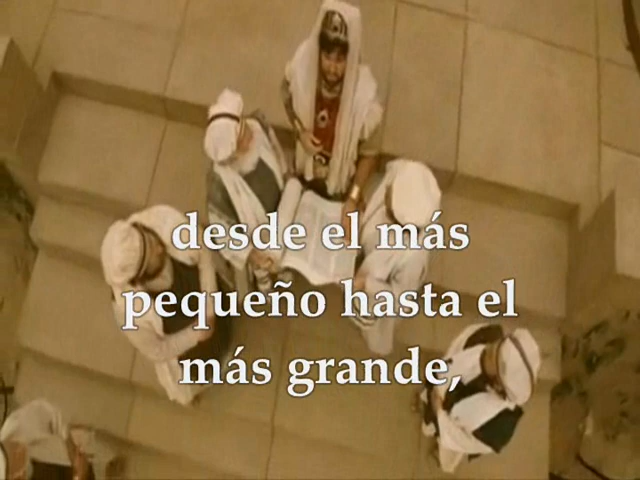 desde el más
pequeño hasta el
más grande,